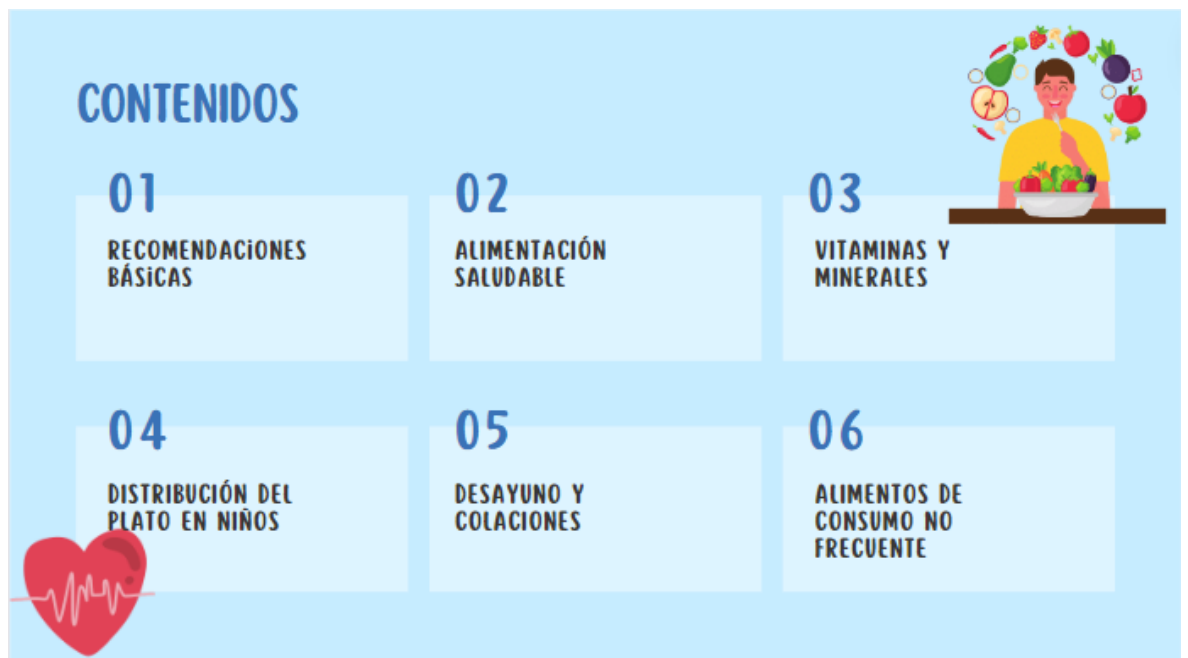 CONTENIDOS
01
RECOMENDACiONES
BÁSiCAS
02
ALIMENTACIÓN
SALUDABLE
03
VITAMINAS Y
MINERALES
04
DISTRIBUCIÓN DEL
PLATO EN NIÑOS
05
DESAYUNO Y
COLACIONES
06
ALIMENTOS DE
CONSUMO NO
FRECUENTE